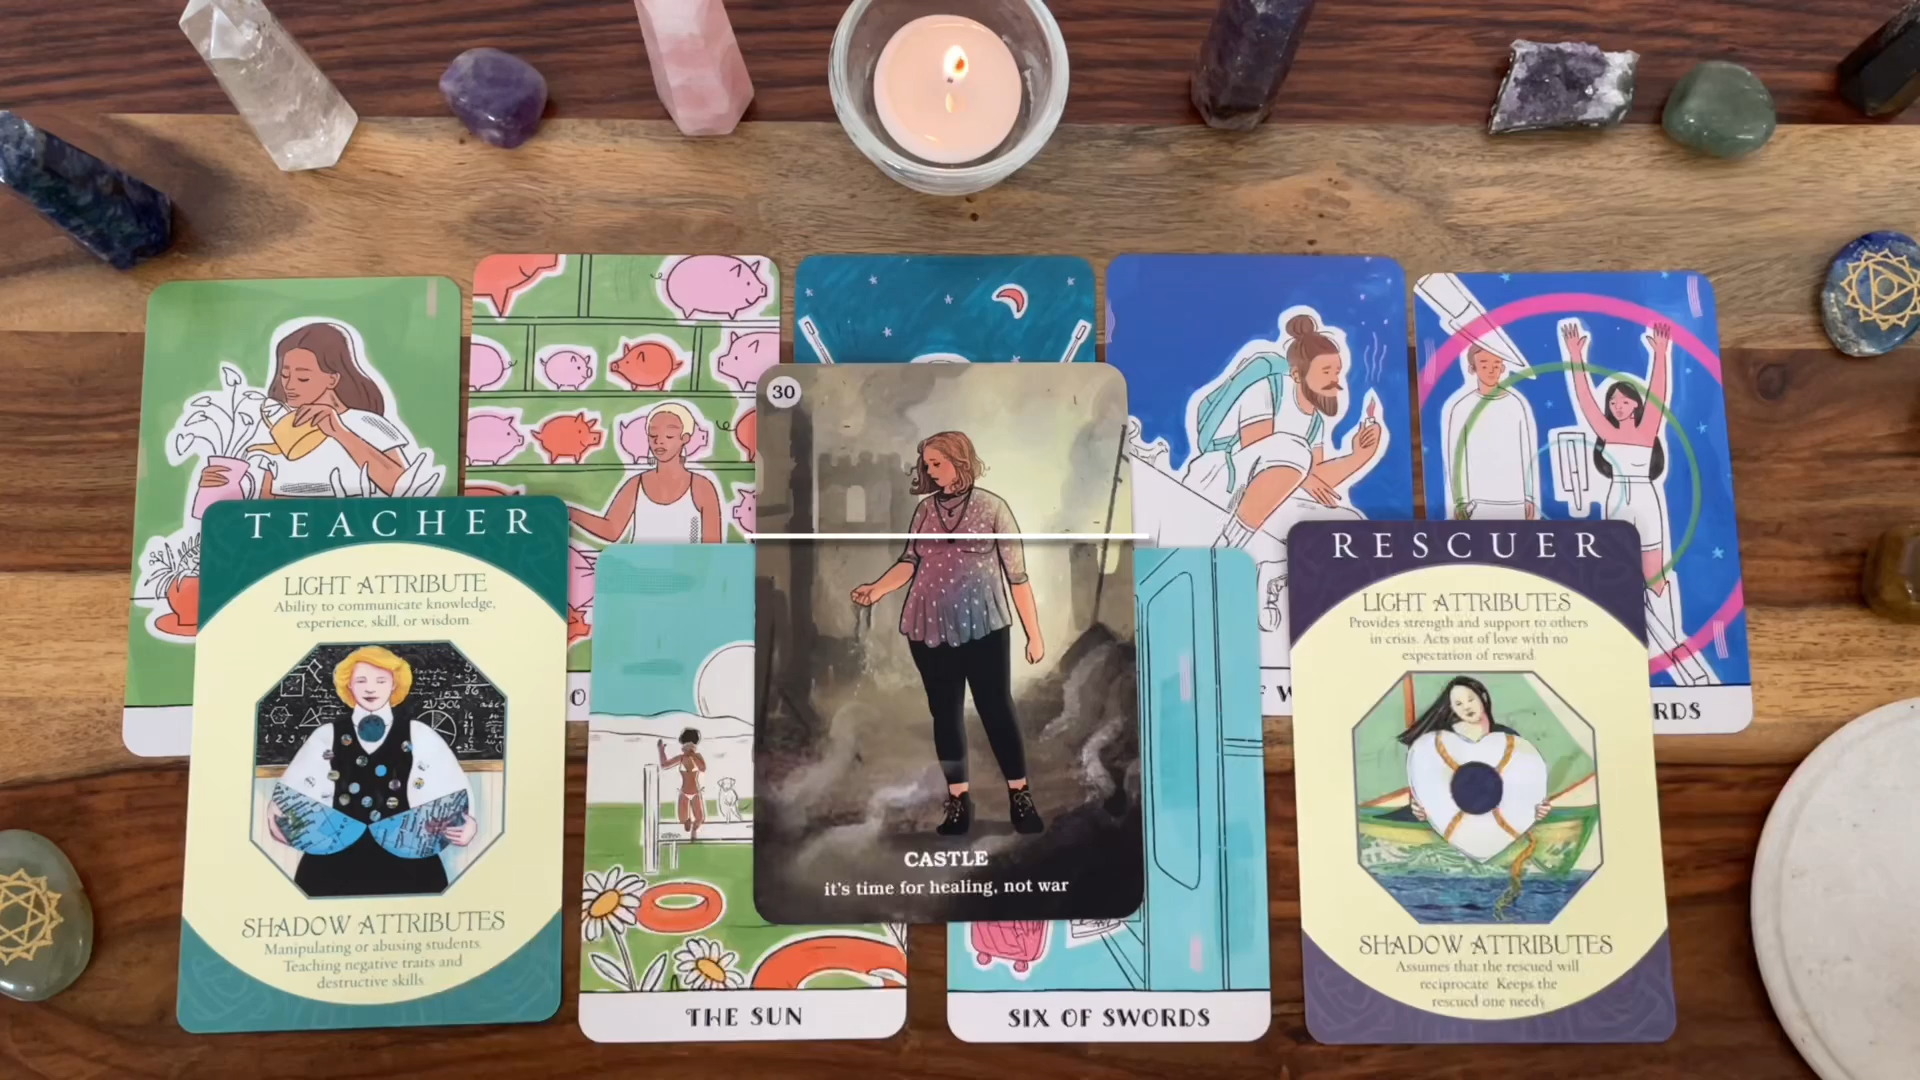 30
TEACHER
LIGHT ATTRIBUTE
Ability to communicate knowledge,
experience, skill, or wisdom.
SHADOW ATTRIBUTES
Manipulating or abusing students.
Teaching negative traits and
destructive skills.
THE SUN
CASTLE
it's time for healing, not war
SIX OF SWORDS
RDS
RESCUER
LIGHT ATTRIBUTES
Provides strength and support to others
in crisis. Acts out of love with no
expectation of reward.
SHADOW ATTRIBUTES
Assumes that the rescued will
reciprocate. Keeps the
rescued one needy.